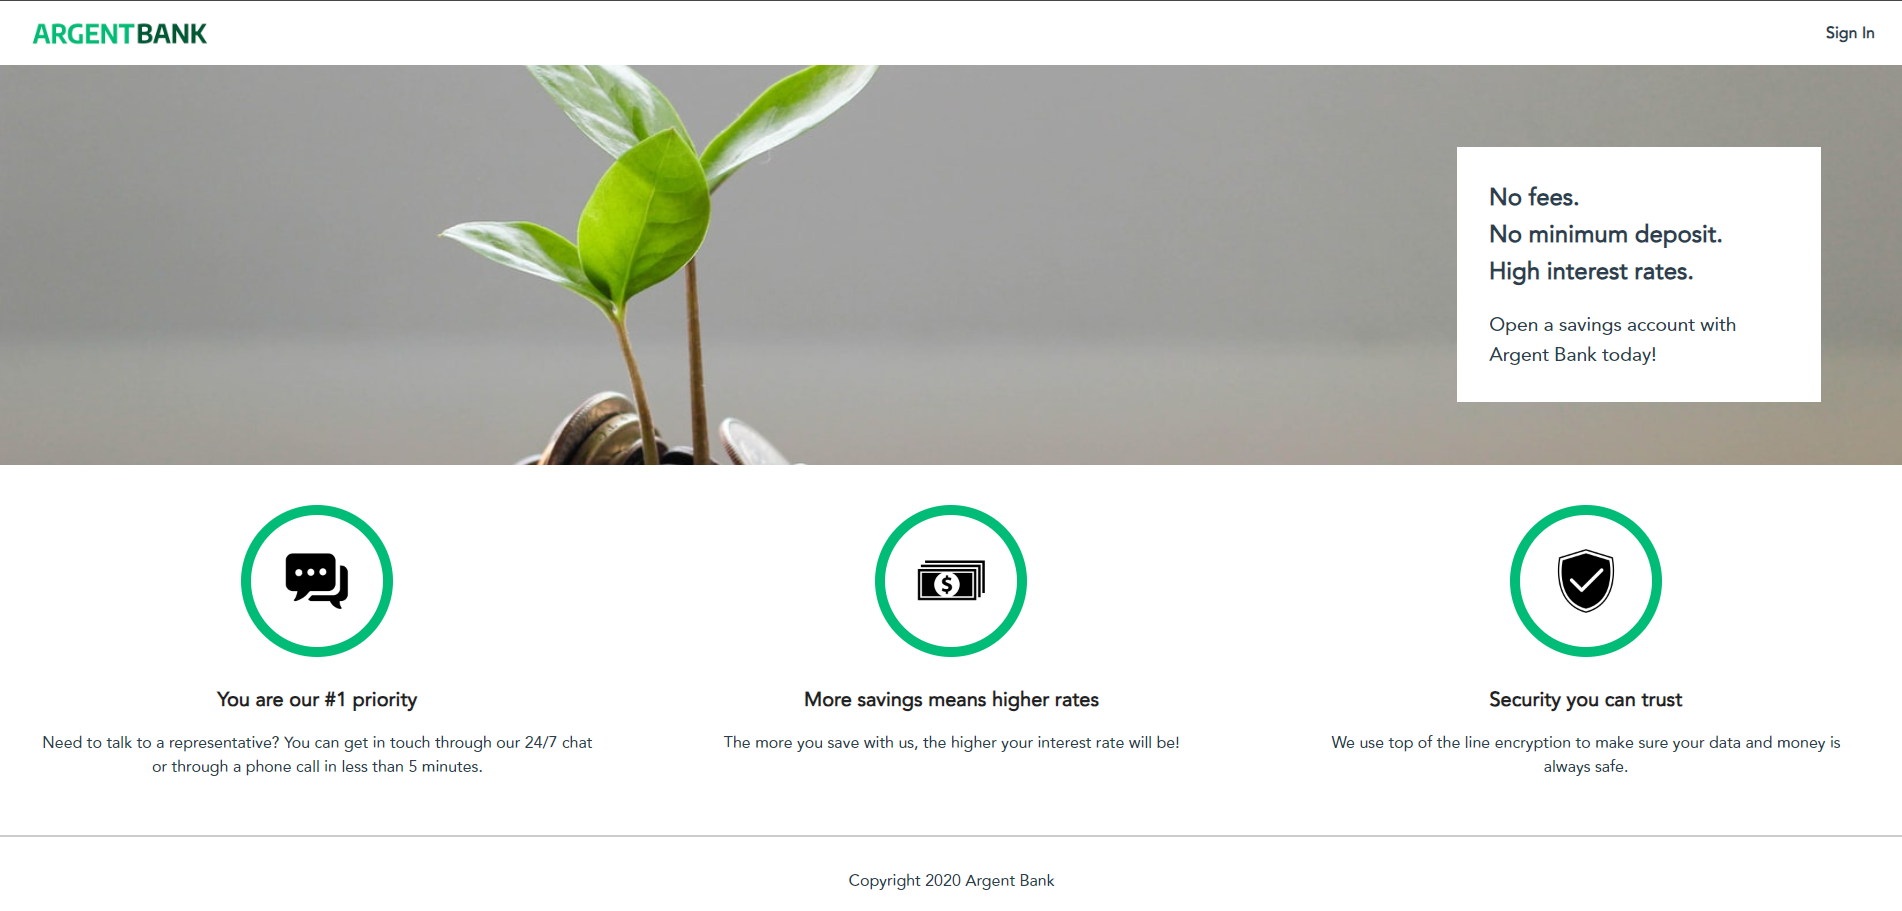 ARGENTBANK
Sign In
No fees.
No minimum deposit.
High interest rates.
Open a savings account with
Argent Bank today!
$
You are our #1 priority
More savings means higher rates
Security you can trust
Need to talk to a representative? You can get in touch through our 24/7 chat
or through a phone call in less than 5 minutes.
The more you save with us, the higher your interest rate will be!
We use top of the line encryption to make sure your data and money is
always safe.
Copyright 2020 Argent Bank